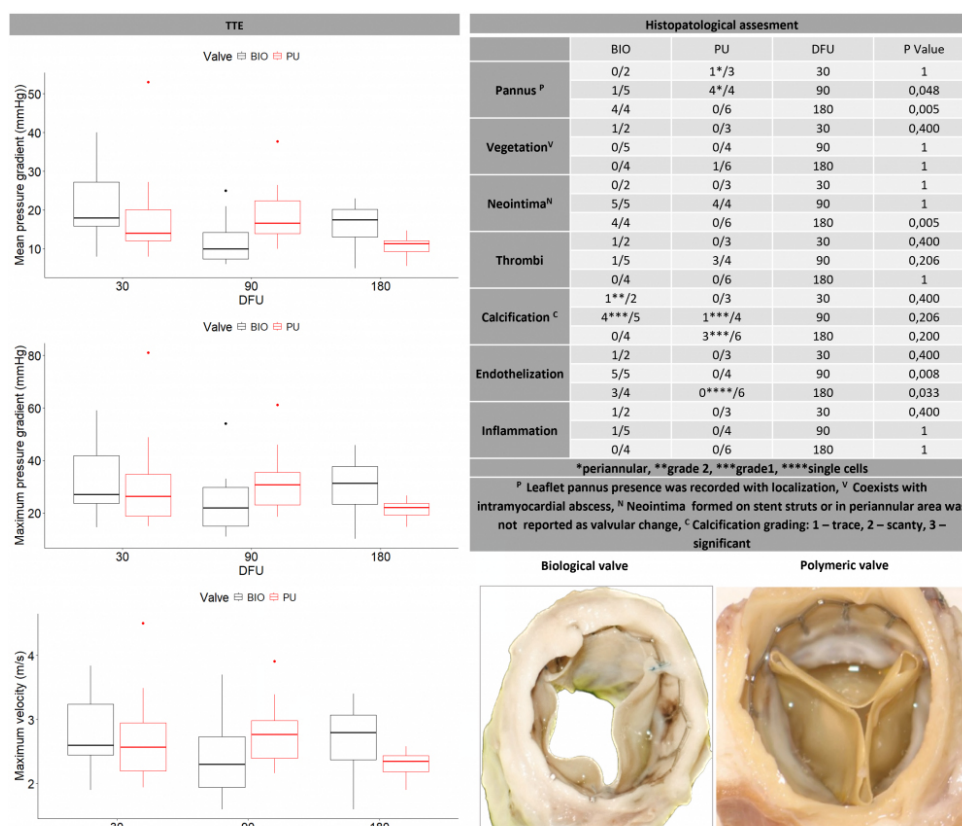 TTE
Valve BIO PU
Mean pressure gradient (mmHg))
50
40
30
20
10
30 90 180
DFU
Valve BIO PU
Maximum pressure gradient (mmHg)
80
60
40
20
30 90 180
DFU
Valve BIO PU
Maximum velocity (m/s)
4
3
2
30 90 180
Histopatological assesment
BIO PU DFU P Value
Pannus P
0/2 1*/3 30 1
1/5 4*/4 90 0,048
4/4 0/6 180 0,005
Vegetation V
1/2 0/3 30 0,400
0/5 0/4 90 1
0/4 1/6 180 1
Neointima N
0/2 0/3 30 1
5/5 4/4 90 1
4/4 0/6 180 0,005
Thrombi
1/2 0/3 30 0,400
1/5 3/4 90 0,206
0/4 0/6 180 1
Calcification C
1**/2 0/3 30 0,400
4***/5 1***/4 90 0,206
0/4 3***/6 180 0,200
Endothelization
1/2 0/3 30 0,400
5/5 0/4 90 0,008
3/4 0****/6 180 0,033
Inflammation
1/2 0/3 30 0,400
1/5 0/4 90 1
0/4 0/6 180 1
*periannular, **grade 2, ***grade1, ****single cells
P Leaflet pannus presence was recorded with localization, V Coexists with
intramyocardial abscess, N Neointima formed on stent struts or in periannular area was
not reported as valvular change, C Calcification grading: 1 – trace, 2 – scanty, 3 –
significant
Biological valve
Polymeric valve